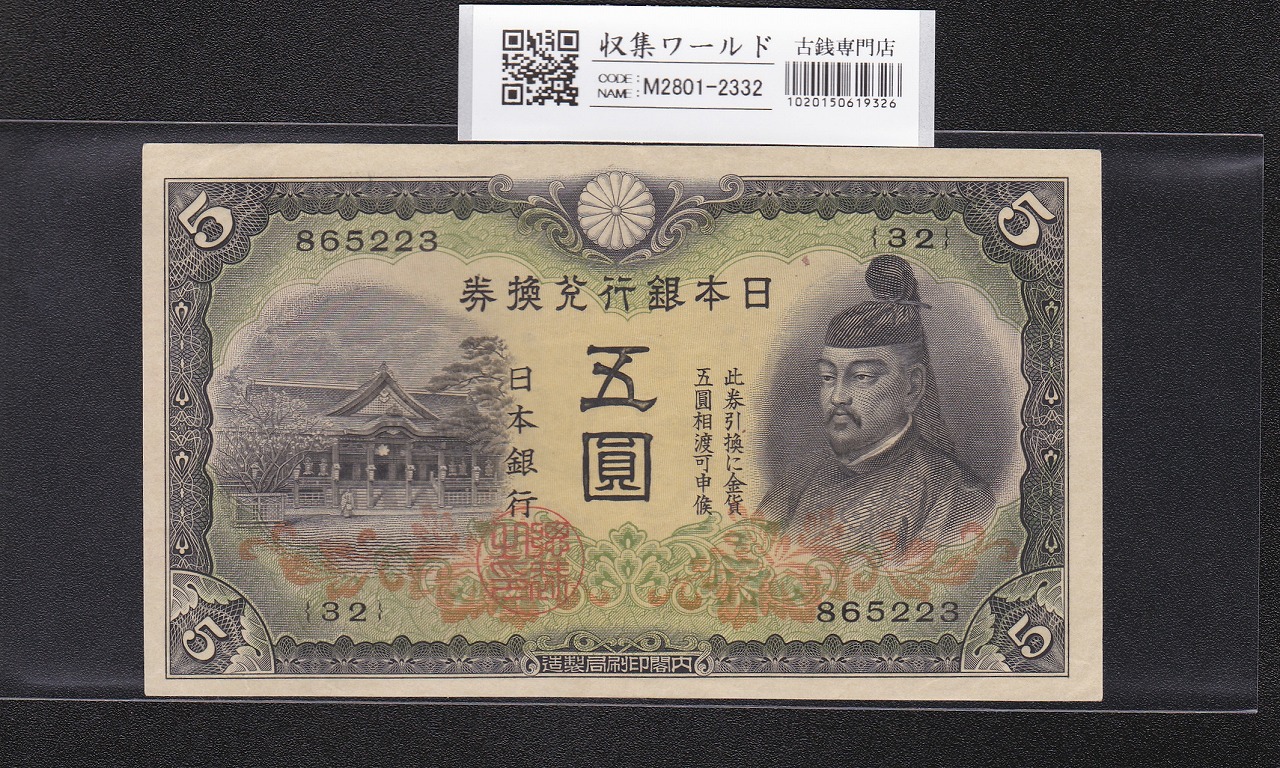 収集ワールド 古銭専門店
CODE:
NAME: M2801-2332
1020150619326
5
5
865223
{32}
券換兌行銀本日
五圓
日本銀行
此券引換に金貨
五圓相渡可申候
{32}
865223
5
5
造製局刷印閣内